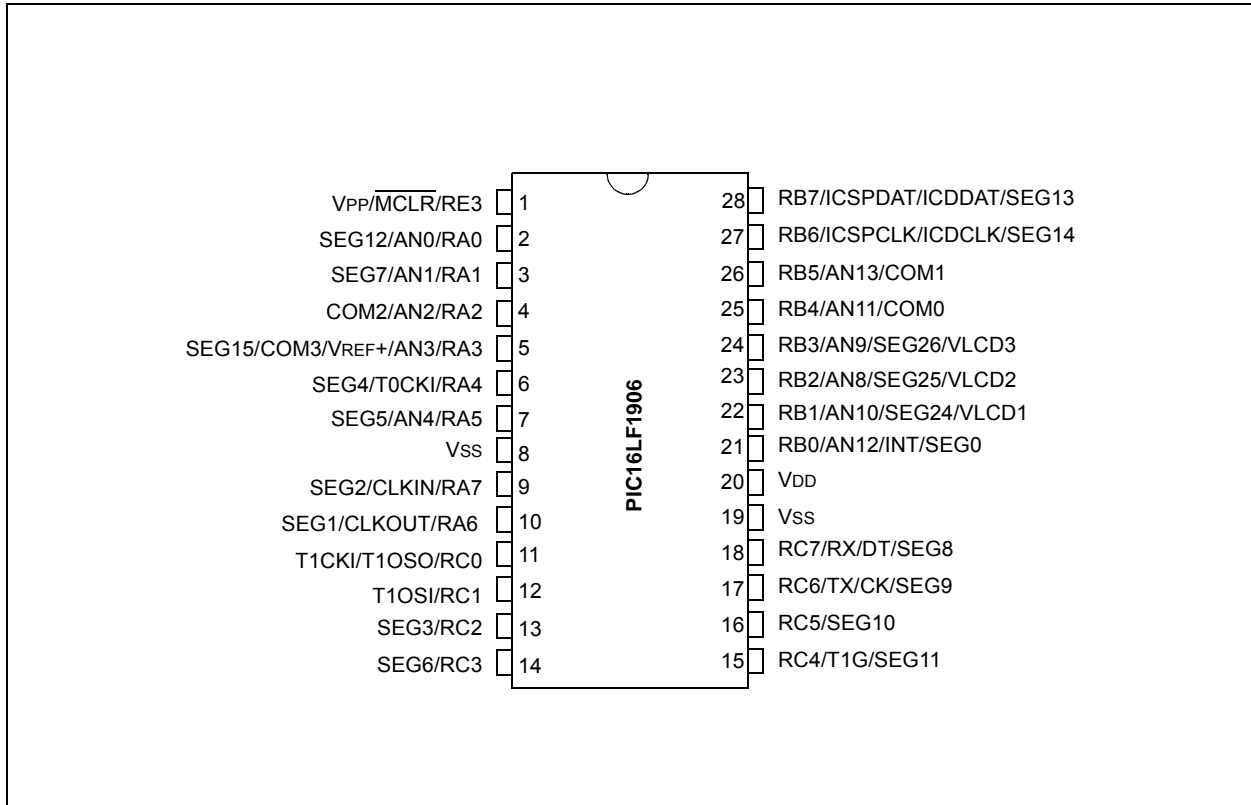 VPP/MCLR/RE3 1
SEG12/AN0/RA0 2
SEG7/AN1/RA1 3
COM2/AN2/RA2 4
SEG15/COM3/VREF+/AN3/RA3 5
SEG4/T0CKI/RA4 6
SEG5/AN4/RA5 7
VSS 8
SEG2/CLKIN/RA7 9
SEG1/CLKOUT/RA6 10
T1CKI/T1OSO/RC0 11
T1OSI/RC1 12
SEG3/RC2 13
SEG6/RC3 14
PIC16LF1906
28 RB7/ICSPDAT/ICDDAT/SEG13
27 RB6/ICSPCLK/ICDCLK/SEG14
26 RB5/AN13/COM1
25 RB4/AN11/COM0
24 RB3/AN9/SEG26/VLCD3
23 RB2/AN8/SEG25/VLCD2
22 RB1/AN10/SEG24/VLCD1
21 RB0/AN12/INT/SEG0
20 VDD
19 VSS
18 RC7/RX/DT/SEG8
17 RC6/TX/CK/SEG9
16 RC5/SEG10
15 RC4/T1G/SEG11